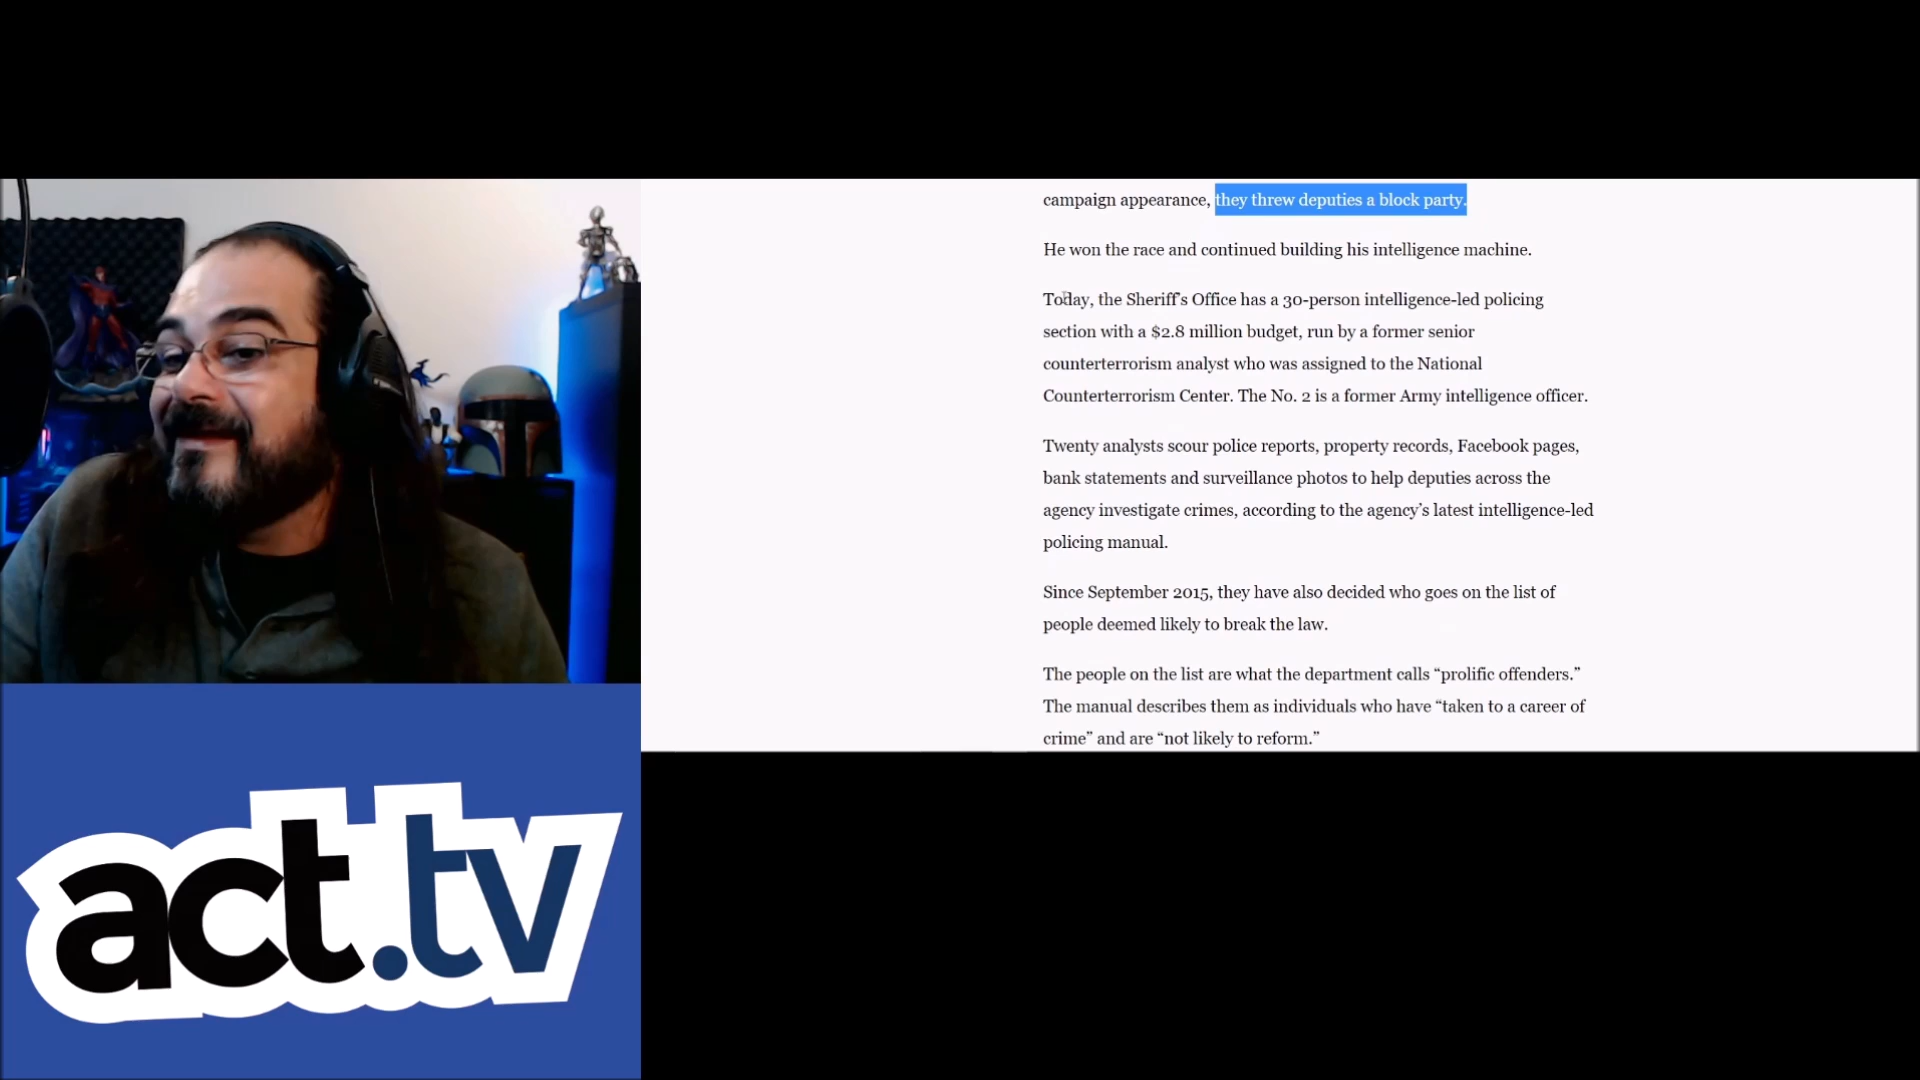 campaign appearance, they threw deputies a block party.
He won the race and continued building his intelligence machine.
Today, the Sheriff's Office has a 30-person intelligence-led policing
section with a $2.8 million budget, run by a former senior
counterterrorism analyst who was assigned to the National
Counterterrorism Center. The No. 2 is a former Army intelligence officer.
Twenty analysts scour police reports, property records, Facebook pages,
bank statements and surveillance photos to help deputies across the
agency investigate crimes, according to the agency's latest intelligence-led
policing manual.
Since September 2015, they have also decided who goes on the list of
people deemed likely to break the law.
The people on the list are what the department calls “prolific offenders.”
The manual describes them as individuals who have “taken to a career of
crime” and are “not likely to reform.”
act.tv